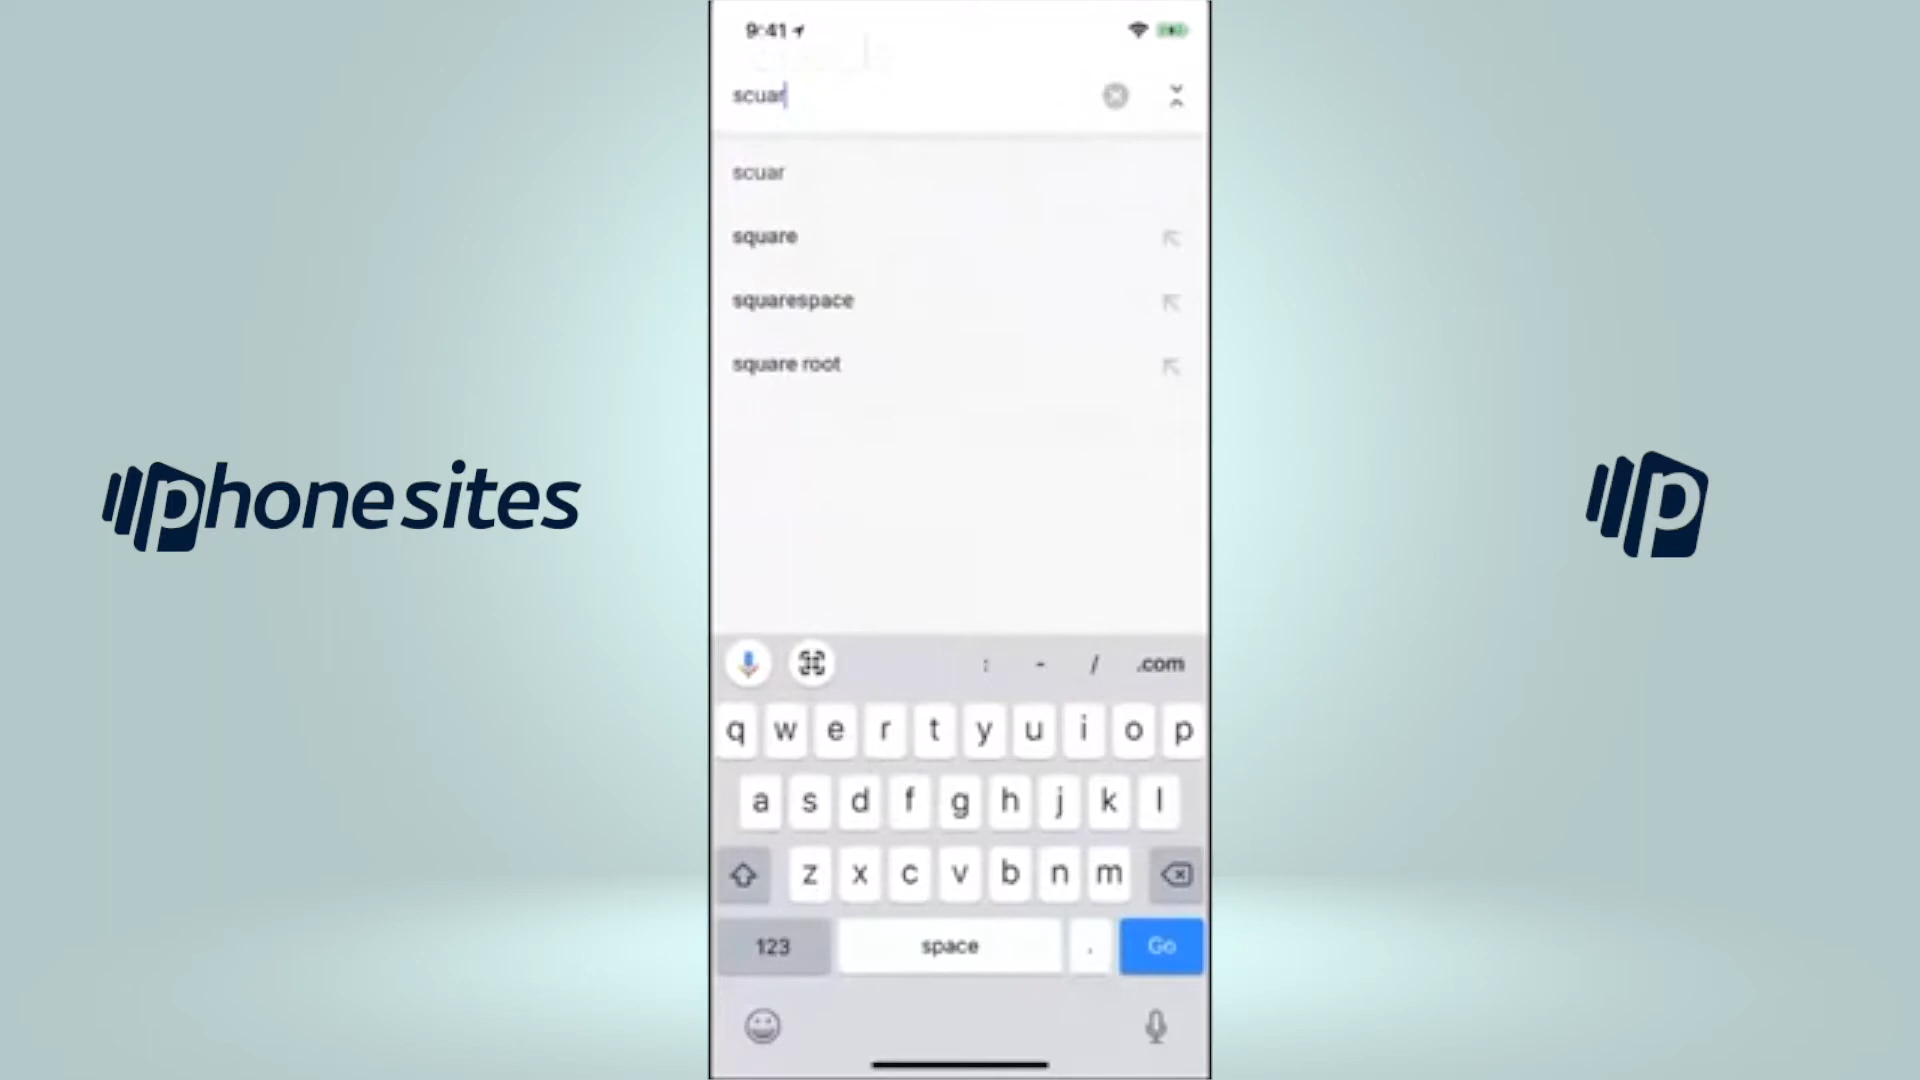 9:41
scuar
scuar
square
squarespace
square root
phonesites
p
: - / .com
q w e r t y u i o p
a s d f g h j k l
z x c v b n m
123 space . Go